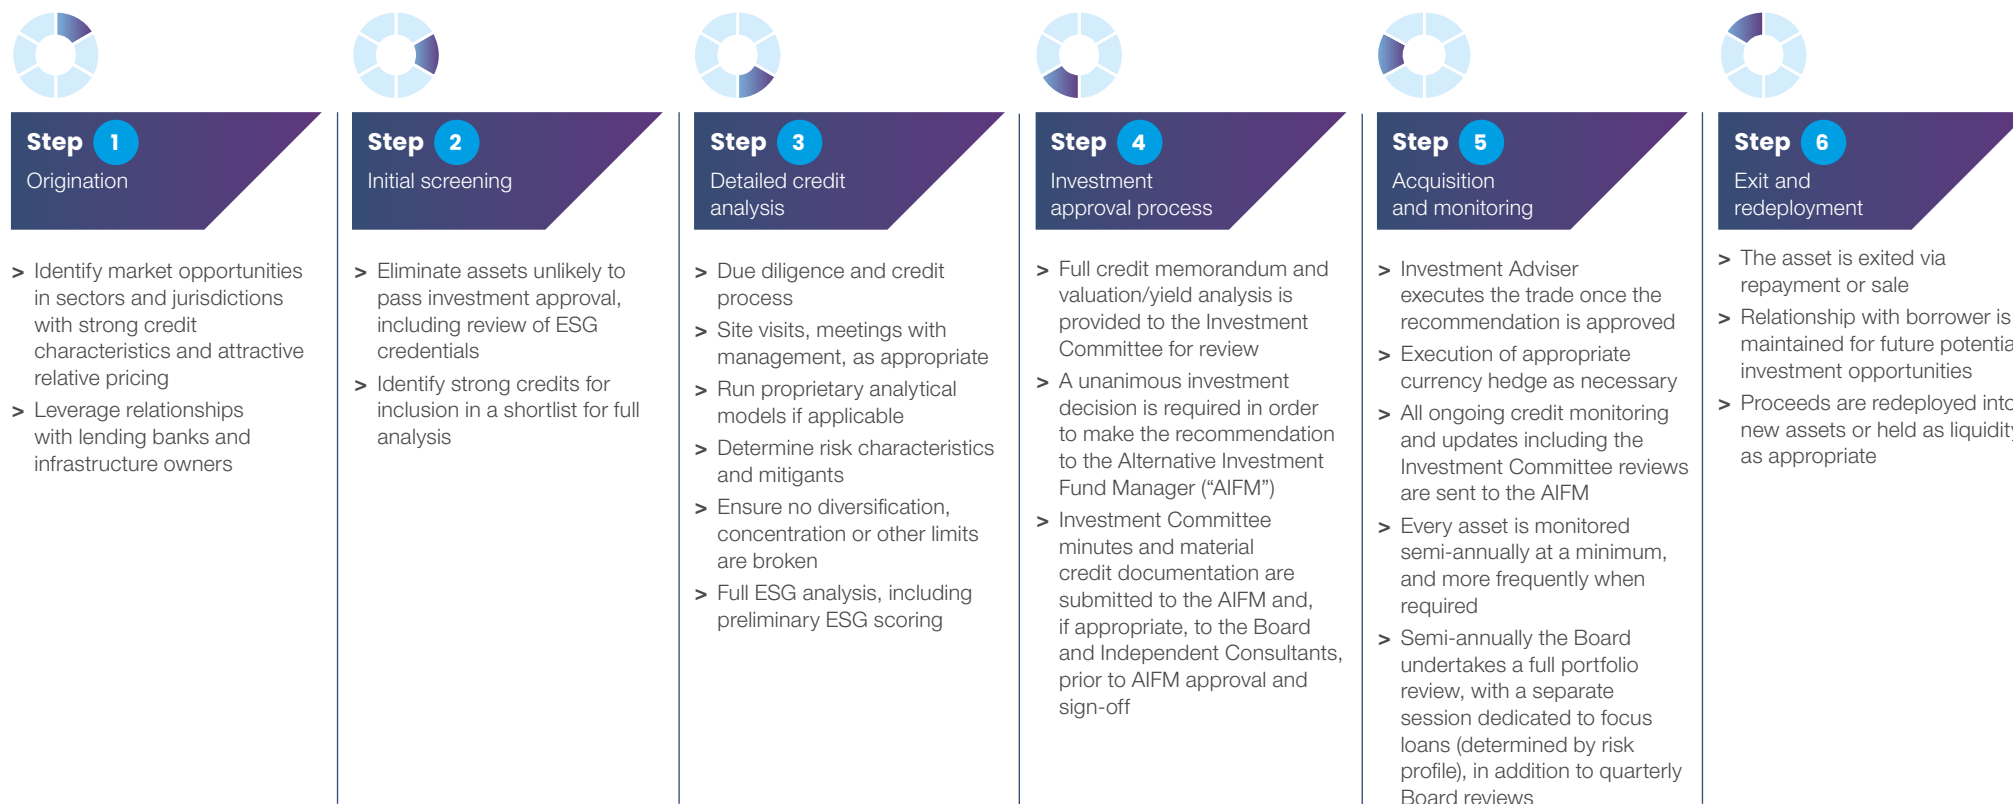 Step 1
Origination
> Identify market opportunities
in sectors and jurisdictions
with strong credit
characteristics and attractive
relative pricing
> Leverage relationships
with lending banks and
infrastructure owners
Step 2
Initial screening
> Eliminate assets unlikely to
pass investment approval,
including review of ESG
credentials
> Identify strong credits for
inclusion in a shortlist for full
analysis
Step 3
Detailed credit
analysis
> Due diligence and credit
process
> Site visits, meetings with
management, as appropriate
> Run proprietary analytical
models if applicable
> Determine risk characteristics
and mitigants
> Ensure no diversification,
concentration or other limits
are broken
> Full ESG analysis, including
preliminary ESG scoring
Step 4
Investment
approval process
> Full credit memorandum and
valuation/yield analysis is
provided to the Investment
Committee for review
> A unanimous investment
decision is required in order
to make the recommendation
to the Alternative Investment
Fund Manager (“AIFM”)
> Investment Committee
minutes and material
credit documentation are
submitted to the AIFM and,
if appropriate, to the Board
and Independent Consultants,
prior to AIFM approval and
sign-off
Step 5
Acquisition
and monitoring
> Investment Adviser
executes the trade once the
recommendation is approved
> Execution of appropriate
currency hedge as necessary
> All ongoing credit monitoring
and updates including the
Investment Committee reviews
are sent to the AIFM
> Every asset is monitored
semi-annually at a minimum,
and more frequently when
required
> Semi-annually the Board
undertakes a full portfolio
review, with a separate
session dedicated to focus
loans (determined by risk
profile), in addition to quarterly
Board reviews
Step 6
Exit and
redeployment
> The asset is exited via
repayment or sale
> Relationship with borrower is
maintained for future potentia
investment opportunities
> Proceeds are redeployed into
new assets or held as liquidity
as appropriate